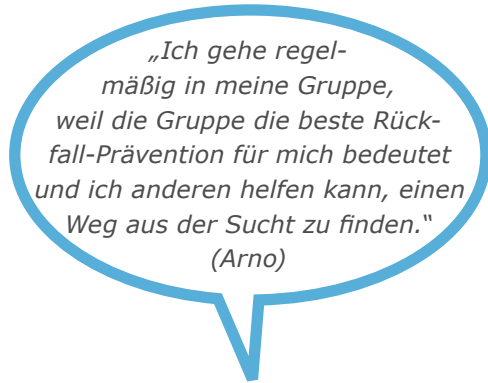 „Ich gehe regel-
mäßig in meine Gruppe,
weil die Gruppe die beste Rück-
fall-Prävention für mich bedeutet
und ich anderen helfen kann, einen
Weg aus der Sucht zu finden.“
(Arno)